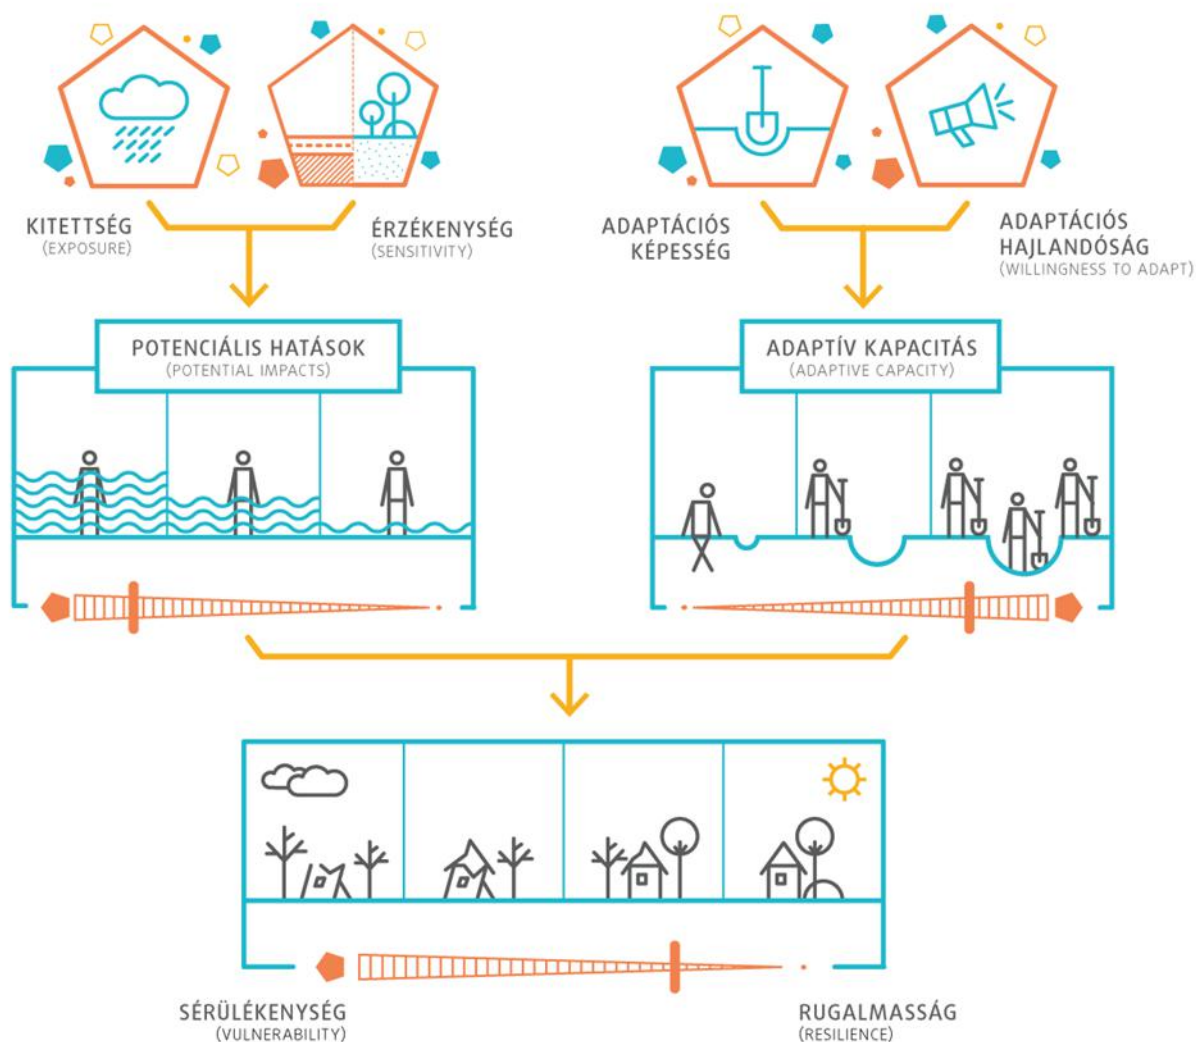 KITETTSÉG
(EXPOSURE)
ÉRZÉKENYSÉG
(SENSITIVITY)
ADAPTÁCIÓS
KÉPESSÉG
ADAPTÁCIÓS
HAJLANDÓSÁG
(WILLINGNESS TO ADAPT)
POTENCIÁLIS HATÁSOK
(POTENTIAL IMPACTS)
ADAPTÍV KAPACITÁS
(ADAPTIVE CAPACITY)
SÉRÜLÉKENYSÉG
(VULNERABILITY)
RUGALMASSÁG
(RESILIENCE)